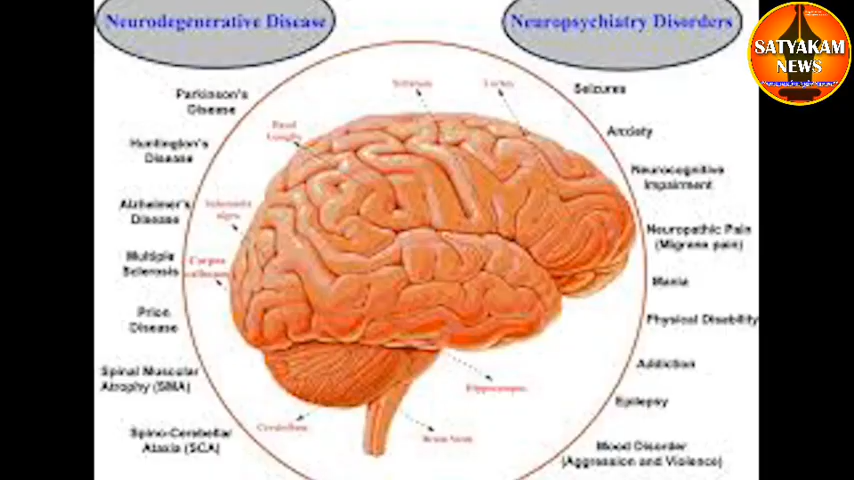 Neurodegenerative Disease
Neuropsychiatry Disorders
SATYAKAM
NEWS
Parkinson's
Disease
Huntington's
Disease
Alzheimer's
Disease
Multiple
Sclerosis
Prion
Disease
Spinal Muscular
Atrophy (SMA)
Spino-Cerebellar
Ataxia (SCA)
Striatum
Cortex
Basal
Ganglia
Substantia
nigra
Corpus
callosum
Cerebellum
Brain Stem
Hippocampus
Seizures
Anxiety
Neurocognitive
Impairment
Neuropathic Pain
(Migrane pain)
Mania
Physical Disability
Addiction
Epilepsy
Mood Disorder
(Aggression and Violence)